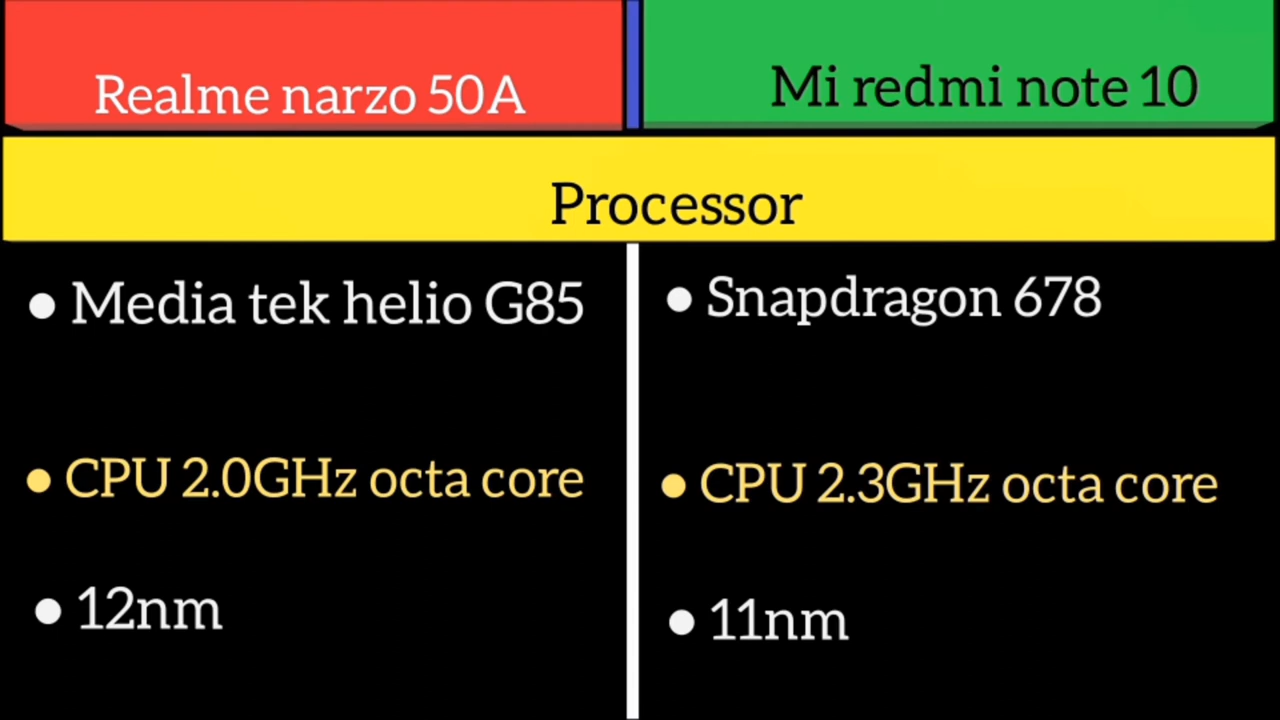 Realme narzo 50A
Mi redmi note 10
Processor
● Media tek helio G85
● Snapdragon 678
● CPU 2.0GHz octa core
● CPU 2.3GHz octa core
● 12nm
● 11nm